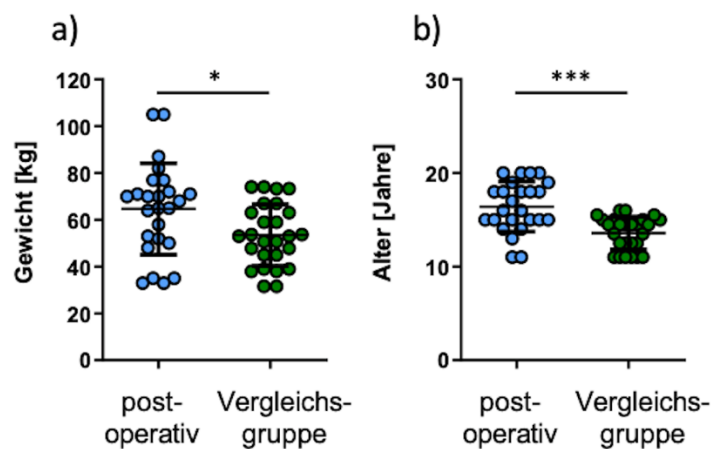 a)
*
120
100
80
60
40
20
0
Gewicht [kg]
post-
operativ
Vergleichs-
gruppe
b)
***
30
20
10
0
Alter [Jahre]
post-
operativ
Vergleichs-
gruppe